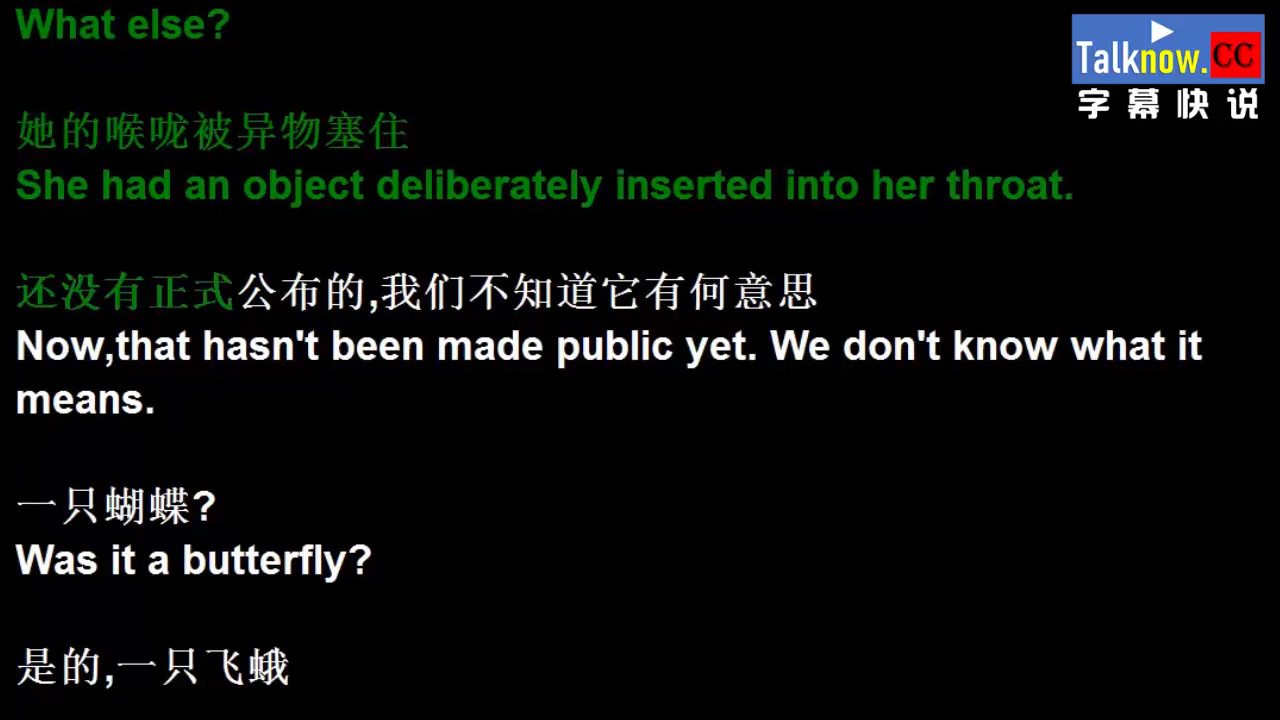 What else?
Talknow.CC
字幕快说
她的喉咙被异物塞住
She had an object deliberately inserted into her throat.
还没有正式公布的,我们不知道它有何意思
Now,that hasn't been made public yet. We don't know what it
means.
一只蝴蝶?
Was it a butterfly?
是的,一只飞蛾